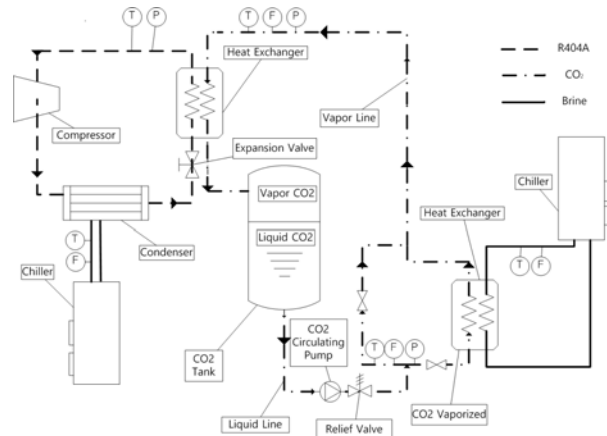 T P
T F P
Heat Exchanger
R404A
CO₂
Brine
Compressor
Vapor Line
Expansion Valve
Vapor CO2
Liquid CO2
Chiller
Heat Exchanger
Condenser
T
F
T F
Chiller
CO2
Tank
CO2
Circulating
Pump
T F P
Liquid Line
Relief Valve
CO2 Vaporized